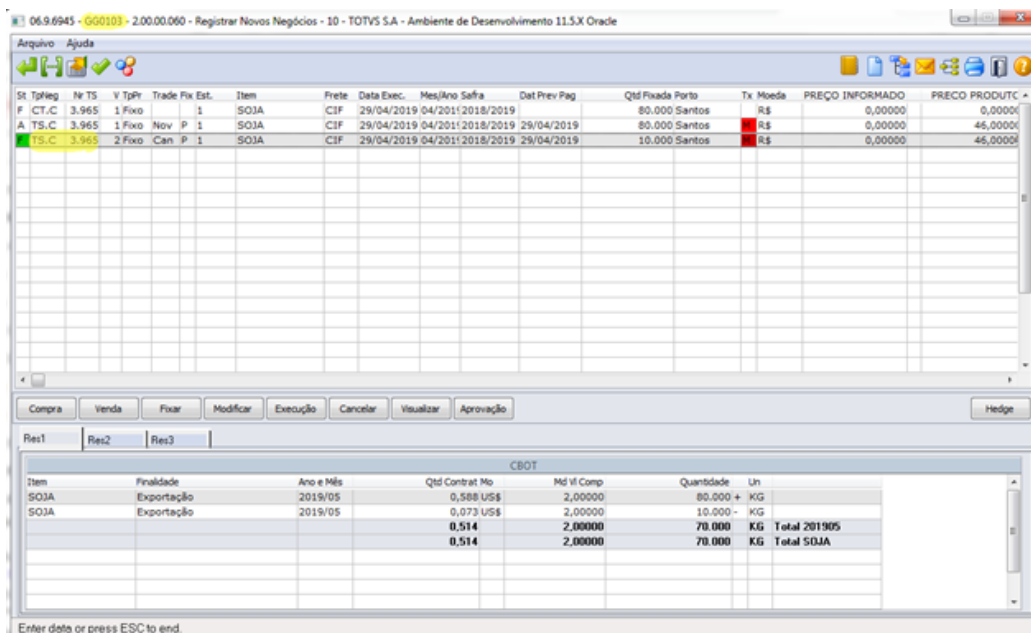 06.9.6945 - GG0103 - 2.00.00.060 - Registrar Novos Negócios - 10 - TOTVS S.A - Ambiente de Desenvolvimento 11.5.X Oracle
Arquivo Ajuda
St TpNeg Nr TS V TpPr Trade Fix Est. Item Frete Data Exec. Mes/Ano Safra Dat Prev Pag Qtd Fixada Porto Tx Moeda PREÇO INFORMADO PRECO PRODUTC
F CT.C 3.965 1 Fixo 1 SOJA CIF 29/04/2019 04/201 2018/2019 80.000 Santos R$ 0,00000 0,0000
A TS.C 3.965 1 Fixo Nov P 1 SOJA CIF 29/04/2019 04/201 2018/2019 29/04/2019 80.000 Santos M R$ 0,00000 46,0000
F TS.C 3.965 2 Fixo Can P 1 SOJA CIF 29/04/2019 04/201 2018/2019 29/04/2019 10.000 Santos M R$ 0,00000 46,0000
Compra Venda Fixar Modificar Execução Cancelar Visualizar Aprovação Hedge
Res1 Res2 Res3
CBOT
Item Finalidade Ano e Mês Qtd Contrat Mo Md Vl Comp Quantidade Un
SOJA Exportação 2019/05 0,588 US$ 2,00000 80.000 + KG
SOJA Exportação 2019/05 0,073 US$ 2,00000 10.000 - KG
0,514 2,00000 70.000 KG Total 201905
0,514 2,00000 70.000 KG Total SOJA
Enter data or press ESC to end.